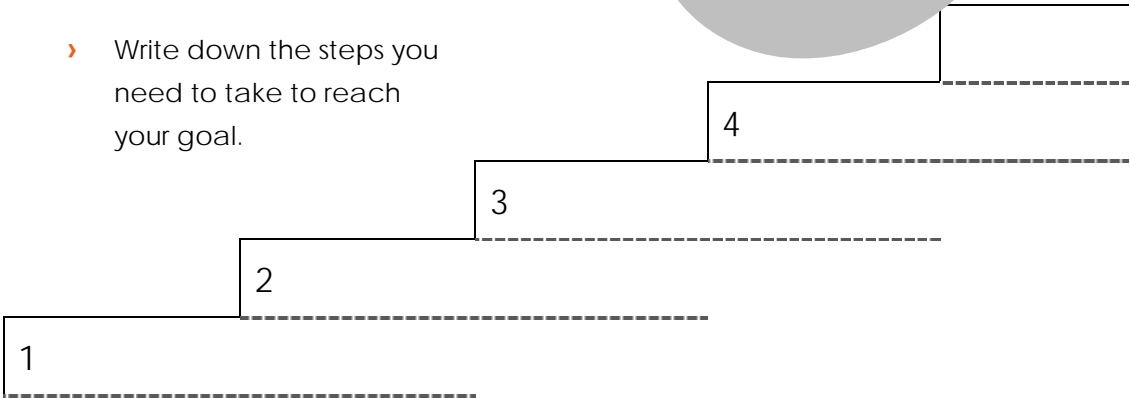 › Write down the steps you
need to take to reach
your goal.
4
3
2
1